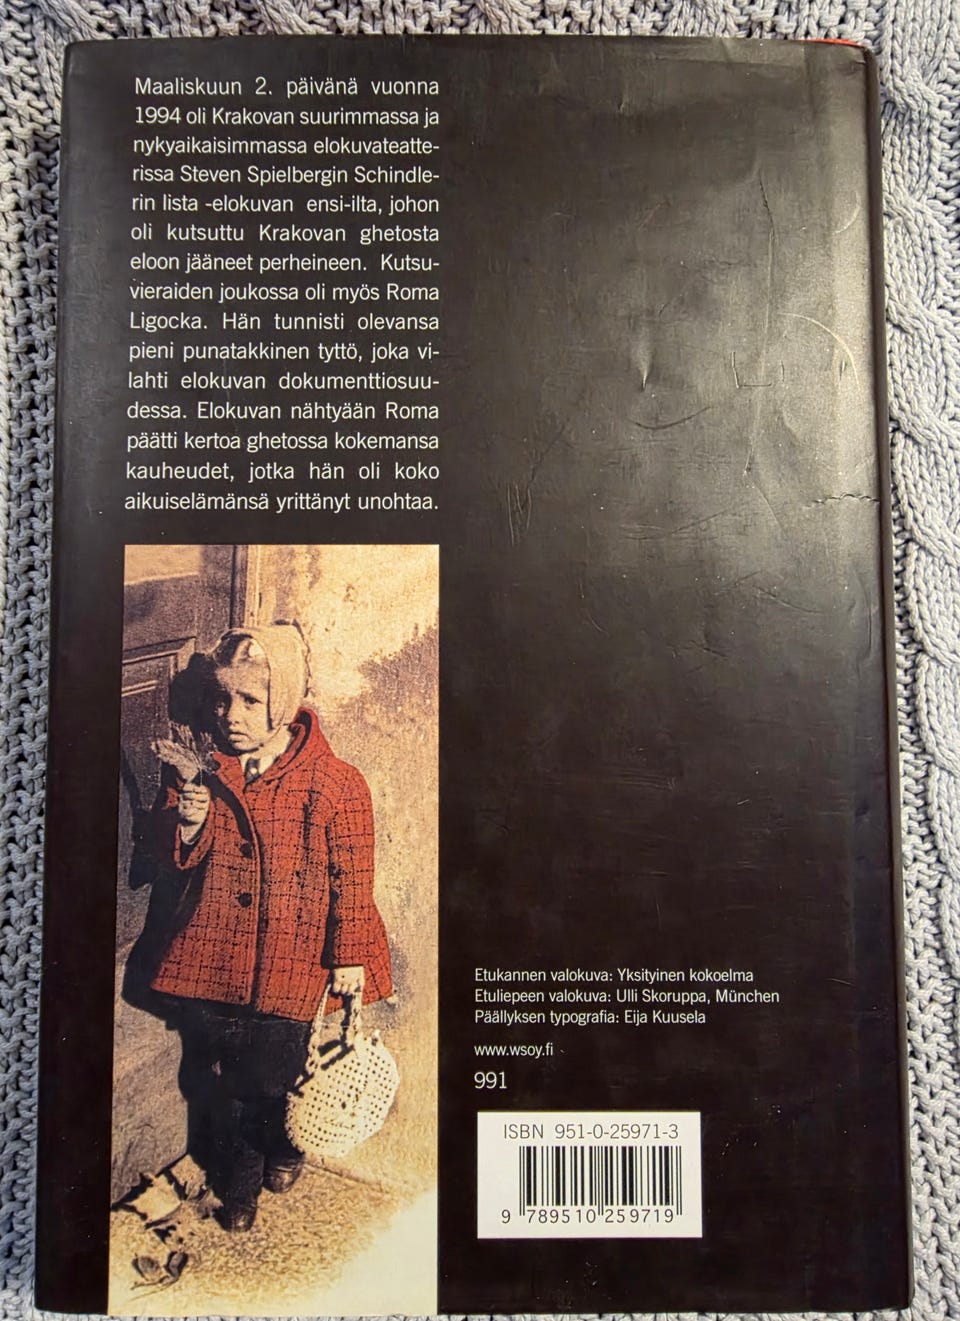 Maaliskuun 2. päivänä vuonna
1994 oli Krakovan suurimmassa ja
nykyaikaisimmassa elokuvateatte-
rissa Steven Spielbergin Schindle-
rin lista -elokuvan ensi-ilta, johon
oli kutsuttu Krakovan ghetosta
eloon jääneet perheineen. Kutsu-
vieraiden joukossa oli myös Roma
Ligocka. Hän tunnisti olevansa
pieni punatakkinen tyttö, joka vi-
lahti elokuvan dokumenttiosuu-
dessa. Elokuvan nähtyään Roma
päätti kertoa ghetossa kokemansa
kauheudet, jotka hän oli koko
aikuiselämänsä yrittänyt unohtaa.
Etukannen valokuva: Yksityinen kokoelma
Etuliepeen valokuva: Ulli Skoruppa, München
Päällyksen typografia: Eija Kuusela
www.wsoy.fi
991
ISBN 951-0-25971-3
9 789510 259719